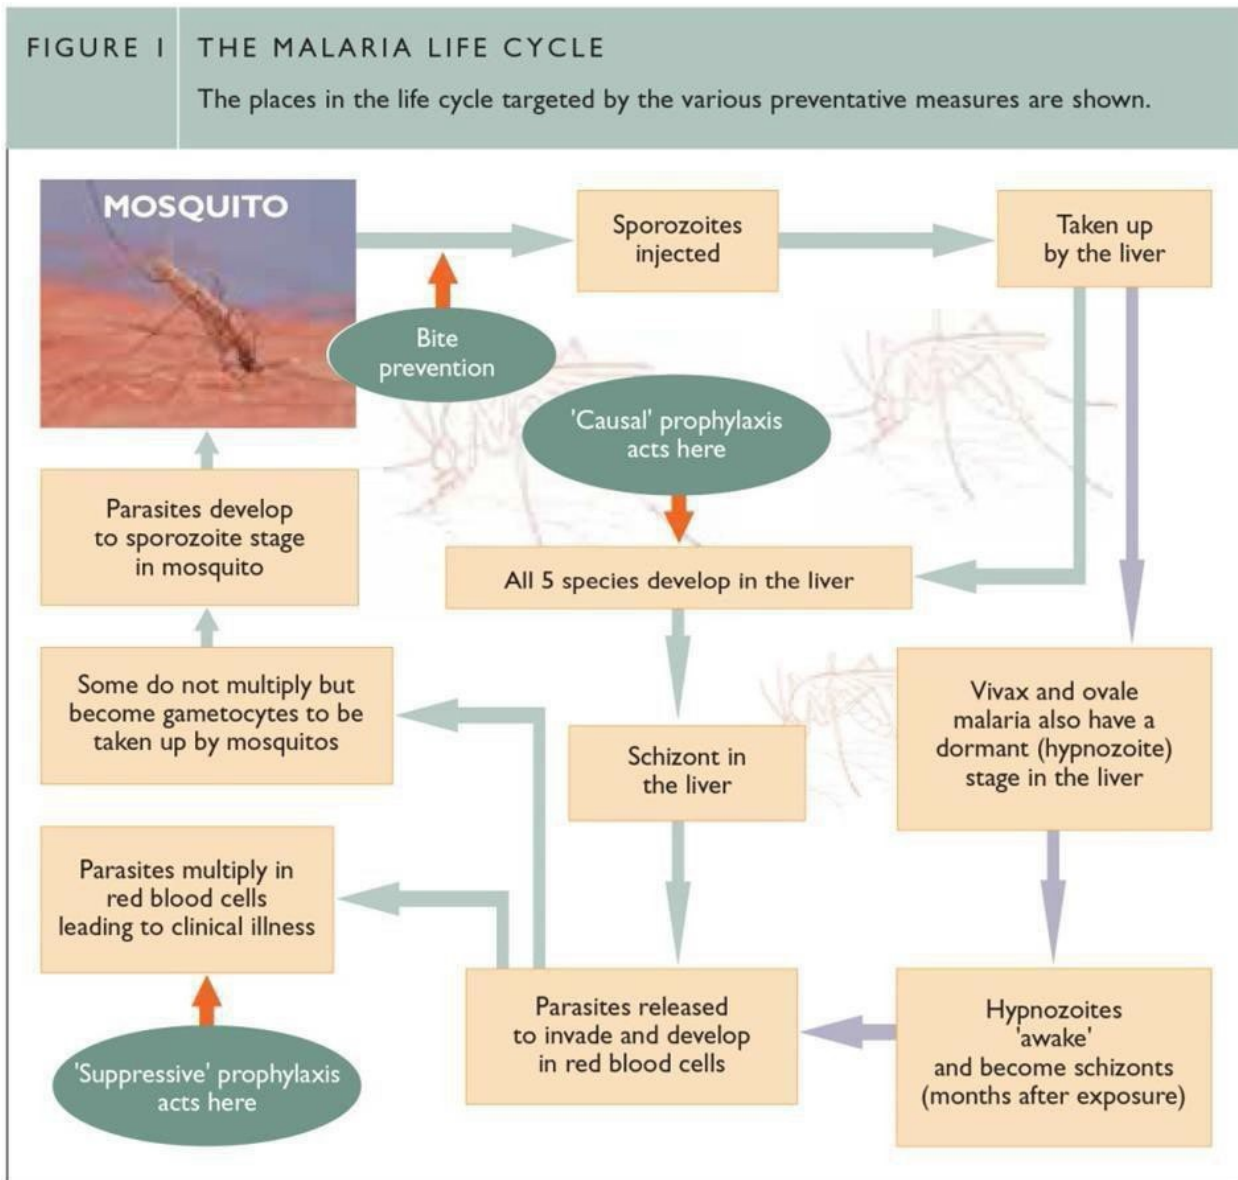 FIGURE 1
THE MALARIA LIFE CYCLE
The places in the life cycle targeted by the various preventative measures are shown.
MOSQUITO
Sporozoites
injected
Taken up
by the liver
Bite
prevention
'Causal' prophylaxis
acts here
Parasites develop
to sporozoite stage
in mosquito
All 5 species develop in the liver
Some do not multiply but
become gametocytes to be
taken up by mosquitos
Schizont in
the liver
Vivax and ovale
malaria also have a
dormant (hypnozoite)
stage in the liver
Parasites multiply in
red blood cells
leading to clinical illness
Parasites released
to invade and develop
in red blood cells
Hypnozoites
'awake'
and become schizonts
(months after exposure)
'Suppressive' prophylaxis
acts here